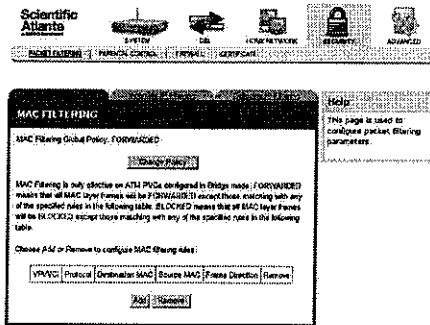 Scientific
Atlanta
SYSTEM
DSL
HOME NETWORK
SECURITY
ADVANCED
PACKET FILTERING | PARENTAL CONTROL | FIREWALL | CERTIFICATE
MAC FILTERING
MAC Filtering Global Policy: FORWARDED
Change Policy
MAC Filtering is only effective on ATM PVCs configured in Bridge mode. FORWARDED
means that all MAC layer frames will be FORWARDED except those matching with any
of the specified rules in the following table. BLOCKED means that all MAC layer frames
will be BLOCKED except those matching with any of the specified rules in the following
table.
Choose Add or Remove to configure MAC filtering rules.
VPI/VCI Protocol Destination MAC Source MAC Frame Direction Remove
Add Remove
Help
This page is used to
configure packet filtering
parameters.